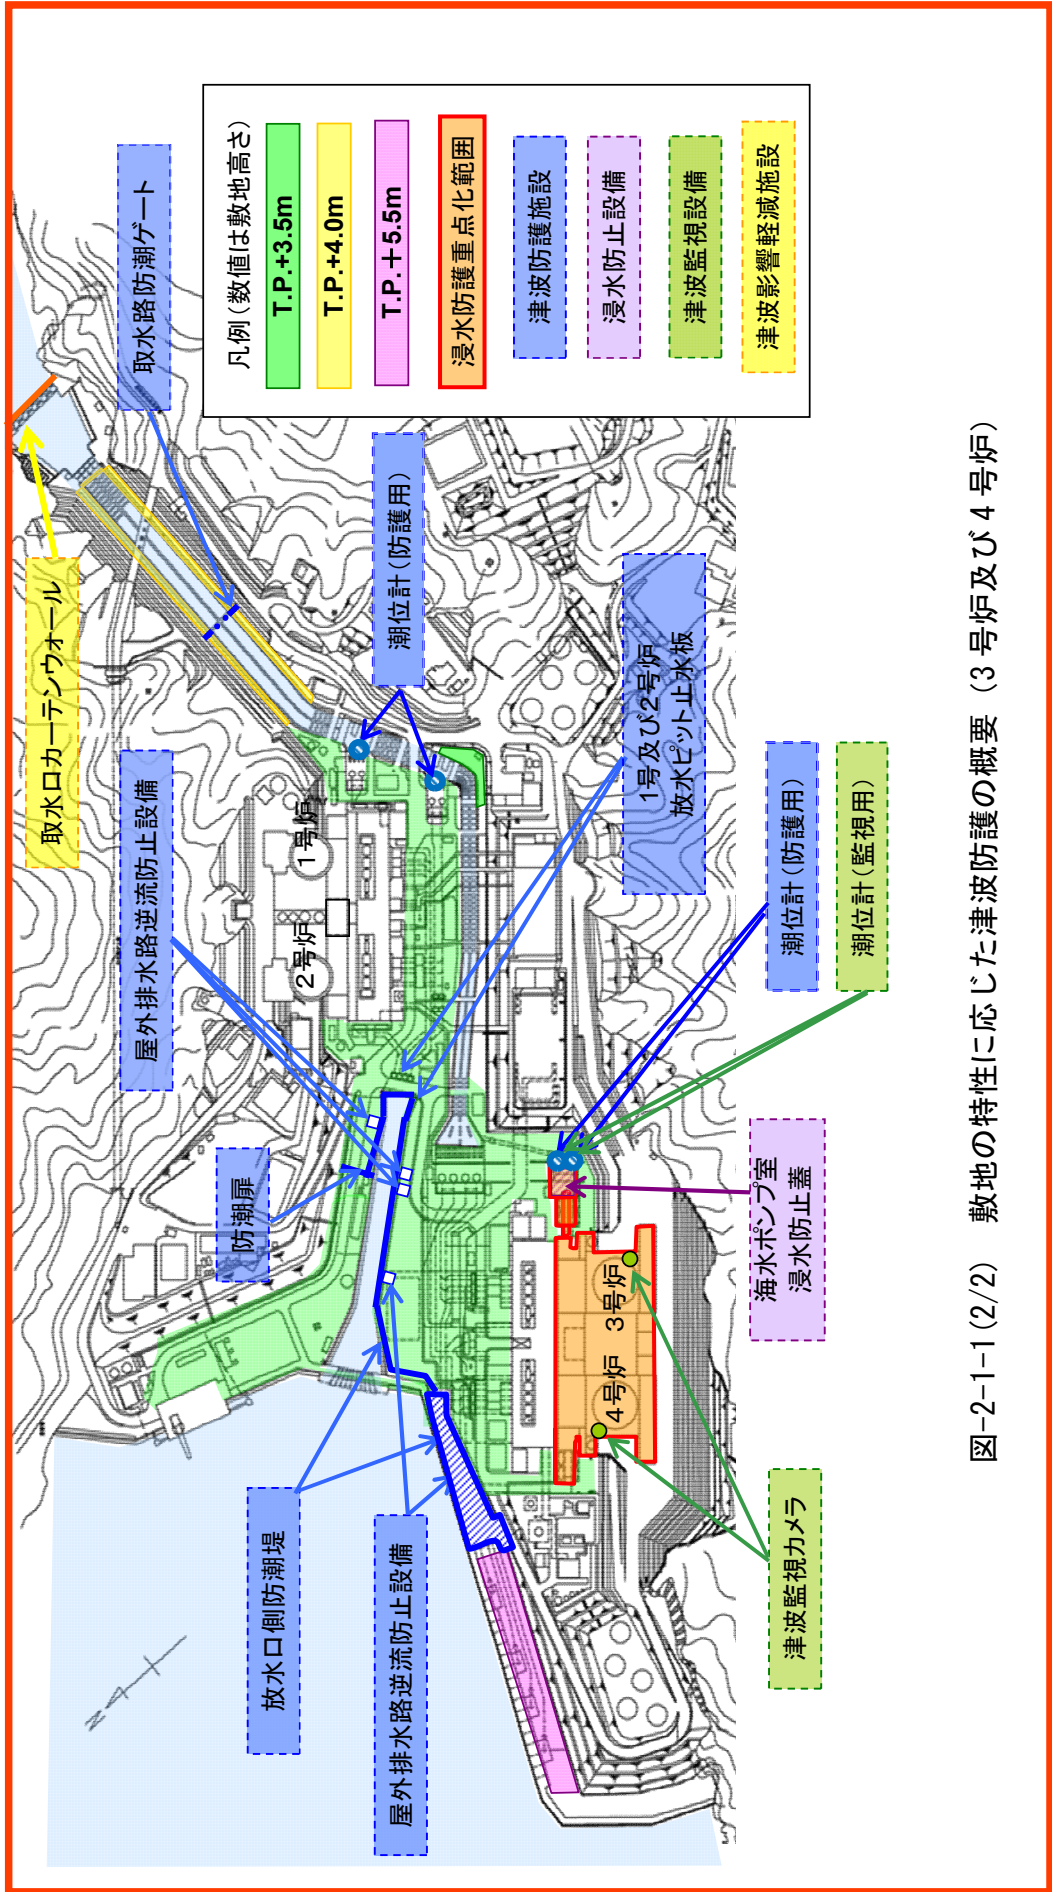 取水口カーテンウォール
取水路防潮ゲート
屋外排水路逆流防止設備
防潮扉
放水口側防潮堤
屋外排水路逆流防止設備
潮位計(防護用)
1号及び2号炉
放水ピット止水板
潮位計(防護用)
潮位計(監視用)
海水ポンプ室
浸水防止蓋
津波監視カメラ
1号炉
2号炉
3号炉
4号炉
N
凡例(数値は敷地高さ)
T.P.+3.5m
T.P.+4.0m
T.P.+5.5m
浸水防護重点化範囲
津波防護施設
浸水防止設備
津波監視設備
津波影響軽減施設
図-2-1-1(2/2) 敷地の特性に応じた津波防護の概要(3号炉及び4号炉)